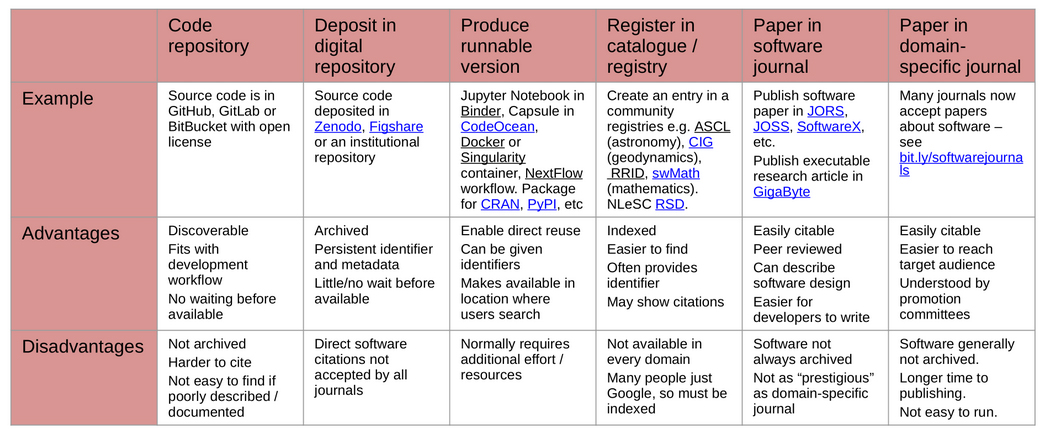 Code
repository
Deposit in
digital
repository
Produce
runnable
version
Register in
catalogue /
registry
Paper in
software
journal
Paper in
domain-
specific journal
Example
Source code is in
GitHub, GitLab or
BitBucket with open
license
Source code
deposited in
Zenodo, Figshare
or an institutional
repository
Jupyter Notebook in
Binder, Capsule in
CodeOcean,
Docker or
Singularity
container, NextFlow
workflow. Package
for CRAN, PyPI, etc
Create an entry in a
community
registries e.g. ASCL
(astronomy), CIG
(geodynamics),
RRID, swMath
(mathematics).
NLeSC RSD.
Publish software
paper in JORS,
JOSS, SoftwareX,
etc.
Publish executable
research article in
GigaByte
Many journals now
accept papers
about software –
see
bit.ly/softwarejourna
ls
Advantages
Discoverable
Fits with
development
workflow
No waiting before
available
Archived
Persistent identifier
and metadata
Little/no wait before
available
Enable direct reuse
Can be given
identifiers
Makes available in
location where
users search
Indexed
Easier to find
Often provides
identifier
May show citations
Easily citable
Peer reviewed
Can describe
software design
Easier for
developers to write
Easily citable
Easier to reach
target audience
Understood by
promotion
committees
Disadvantages
Not archived
Harder to cite
Not easy to find if
poorly described /
documented
Direct software
citations not
accepted by all
journals
Normally requires
additional effort /
resources
Not available in
every domain
Many people just
Google, so must be
indexed
Software not
always archived
Not as “prestigious”
as domain-specific
journal
Software generally
not archived.
Longer time to
publishing.
Not easy to run.